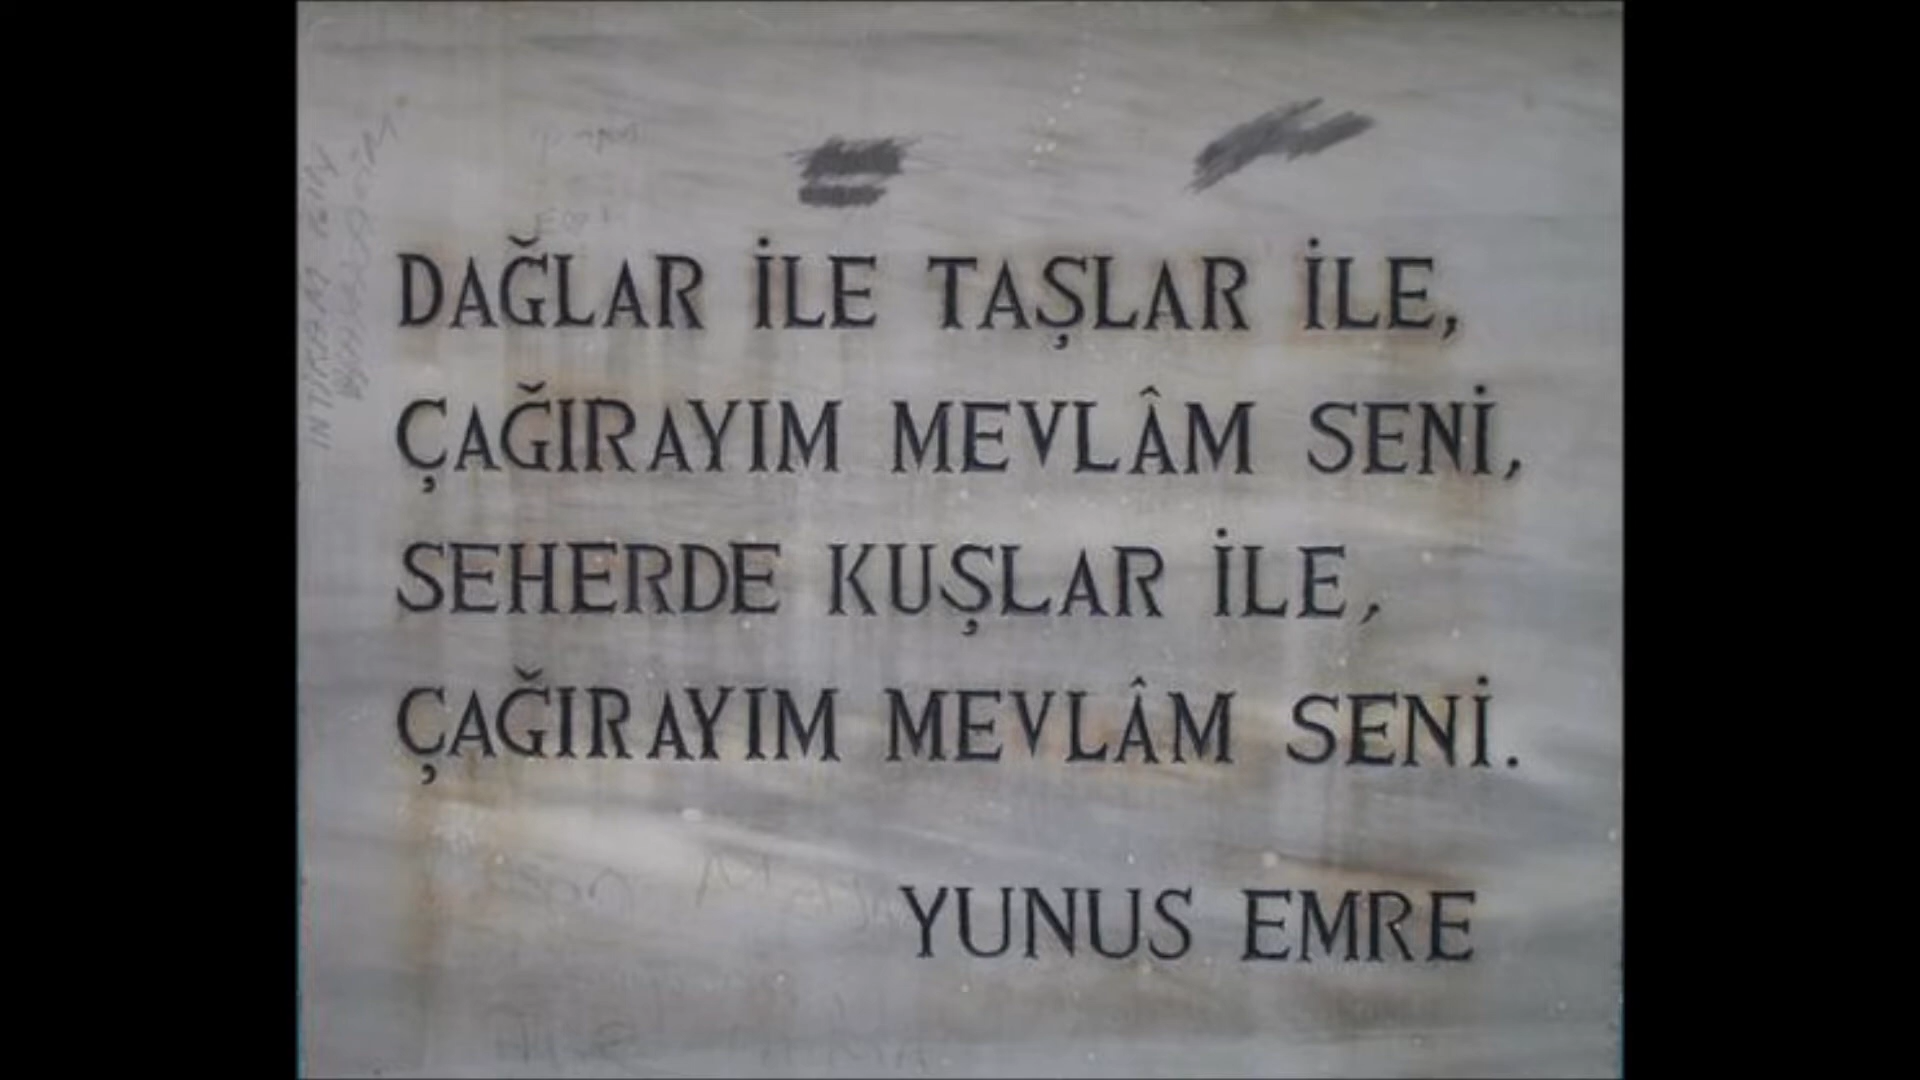 DAĞLAR İLE TAŞLAR İLE,
ÇAĞIRAYIM MEVLÂM SENİ,
SEHERDE KUŞLAR İLE,
ÇAĞIRAYIM MEVLÂM SENİ.
YUNUS EMRE